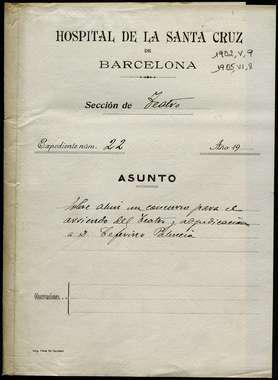 HOSPITAL DE LA SANTA CRUZ
DE
BARCELONA
1902, V, 9
1905, VI, 8
Sección de Teatro
Expediente núm. 22 Año 19
ASUNTO
Sobre abrir un concurso para el
arriendo del Teatro y adjudicación
a D. Ceferino Palencia
Observaciones